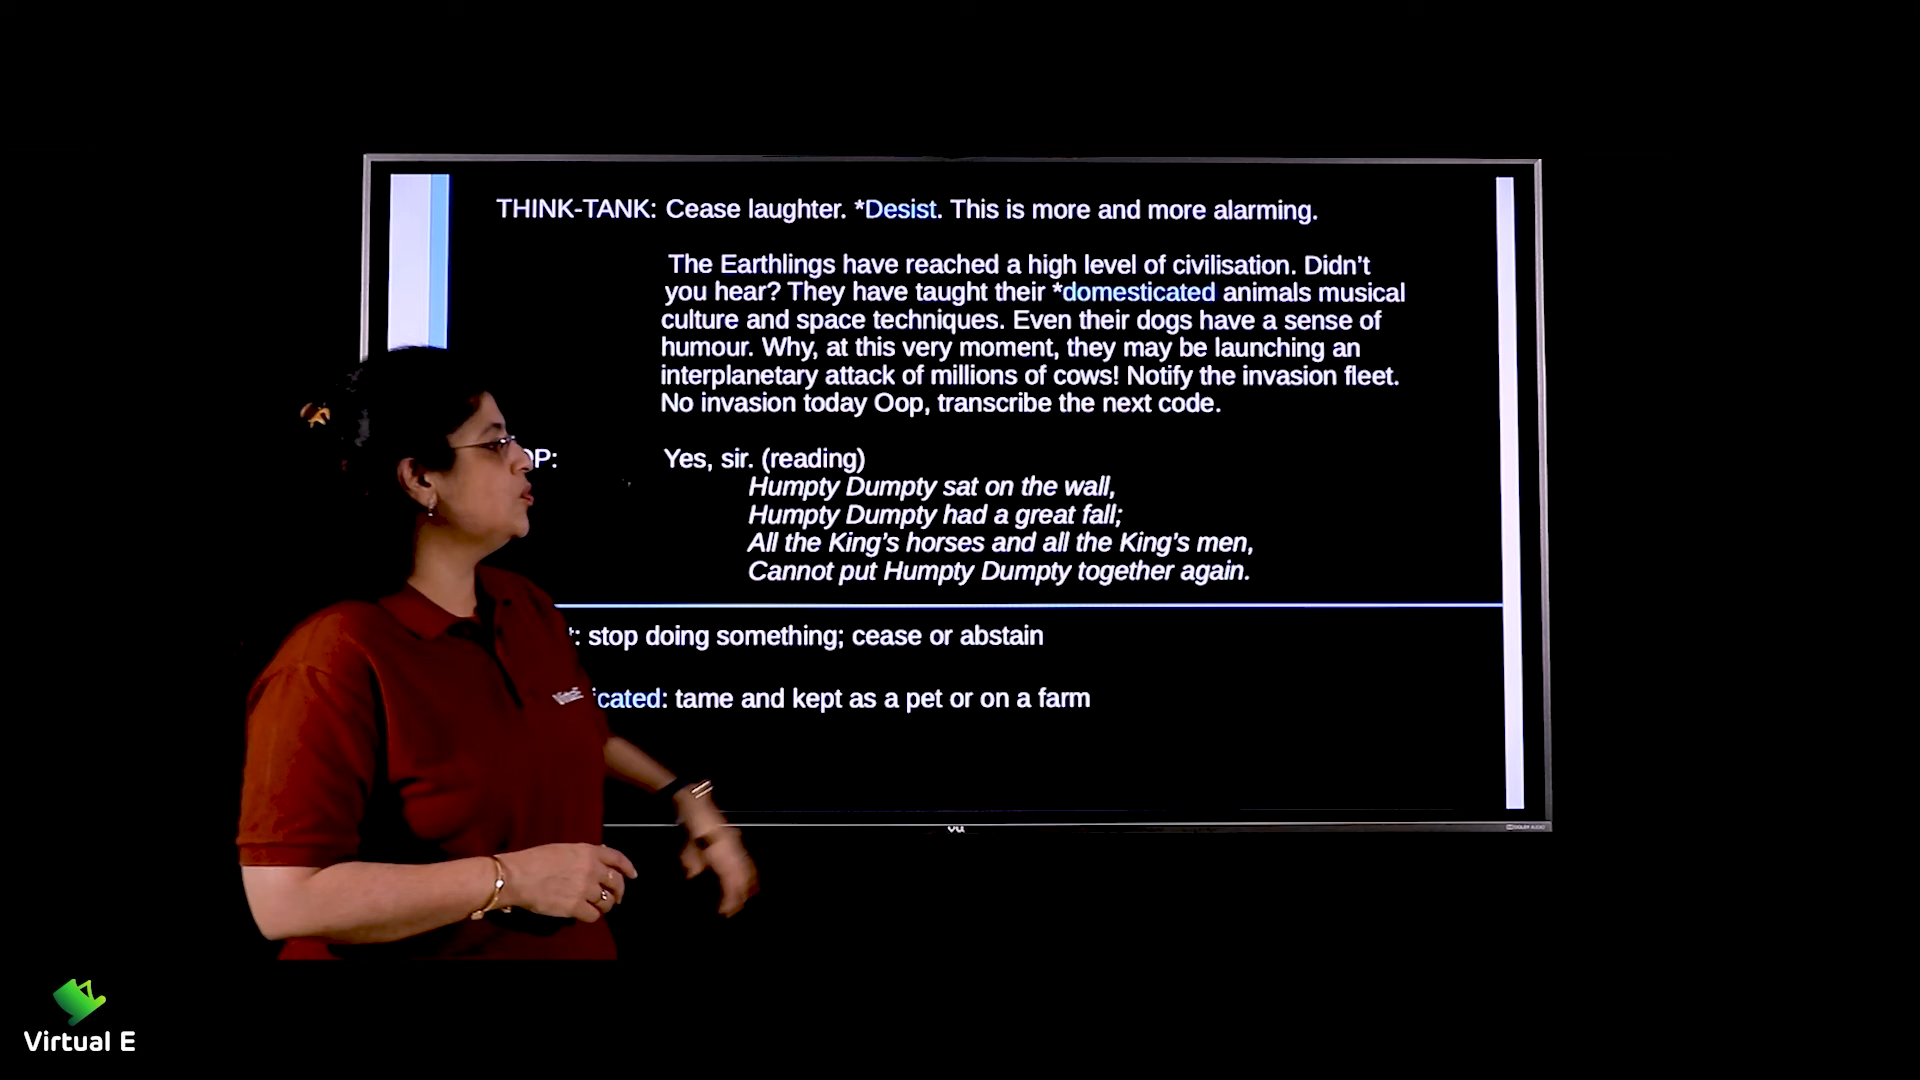 THINK-TANK: Cease laughter. *Desist. This is more and more alarming.
The Earthlings have reached a high level of civilisation. Didn't
you hear? They have taught their *domesticated animals musical
culture and space techniques. Even their dogs have a sense of
humour. Why, at this very moment, they may be launching an
interplanetary attack of millions of cows! Notify the invasion fleet.
No invasion today Oop, transcribe the next code.
OP: Yes, sir. (reading)
Humpty Dumpty sat on the wall,
Humpty Dumpty had a great fall;
All the King's horses and all the King's men,
Cannot put Humpty Dumpty together again.
t: stop doing something; cease or abstain
icated: tame and kept as a pet or on a farm
Virtual E